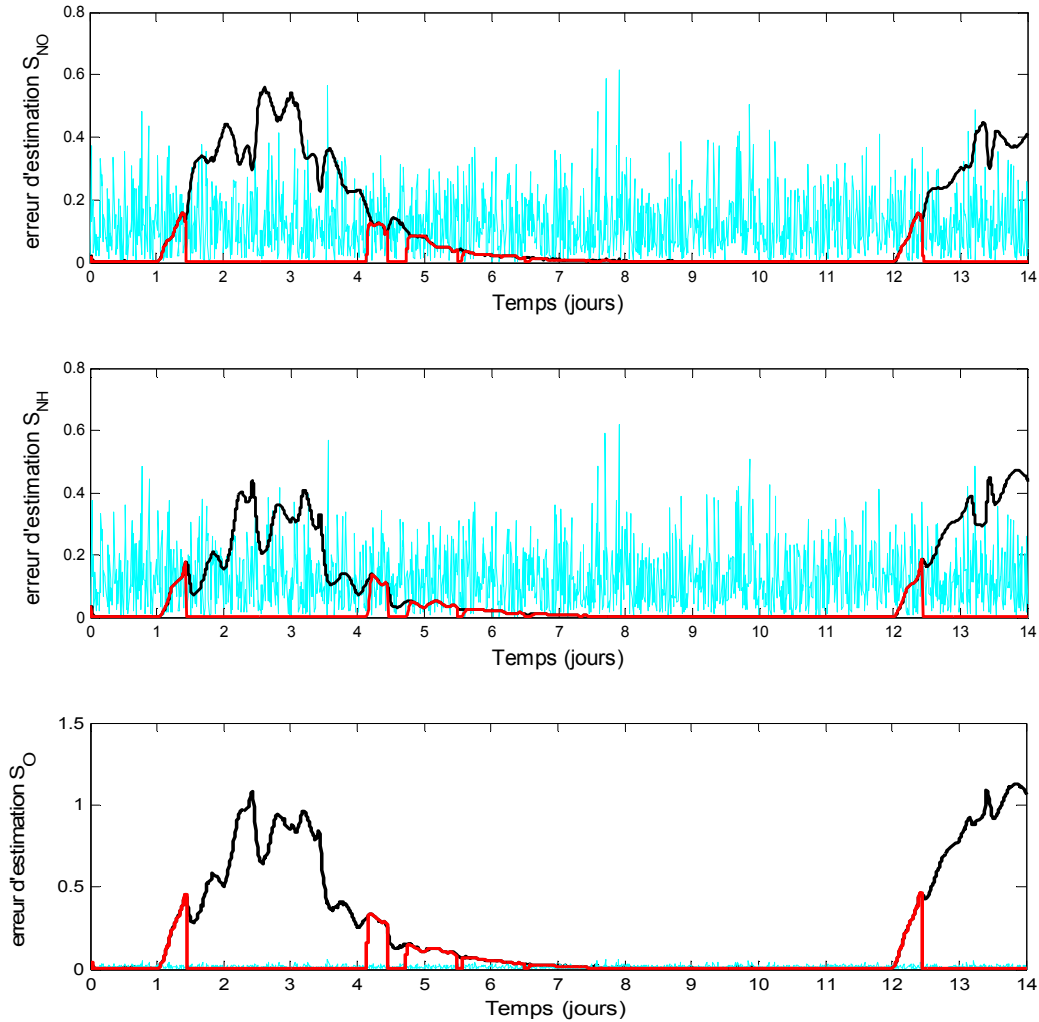 erreur d'estimation S_NO
0.8
0.6
0.4
0.2
0
0 1 2 3 4 5 6 7 8 9 10 11 12 13 14
Temps (jours)
erreur d'estimation S_NH
0.8
0.6
0.4
0.2
0
0 1 2 3 4 5 6 7 8 9 10 11 12 13 14
Temps (jours)
erreur d'estimation S_O
1.5
1
0.5
0
0 1 2 3 4 5 6 7 8 9 10 11 12 13 14
Temps (jours)